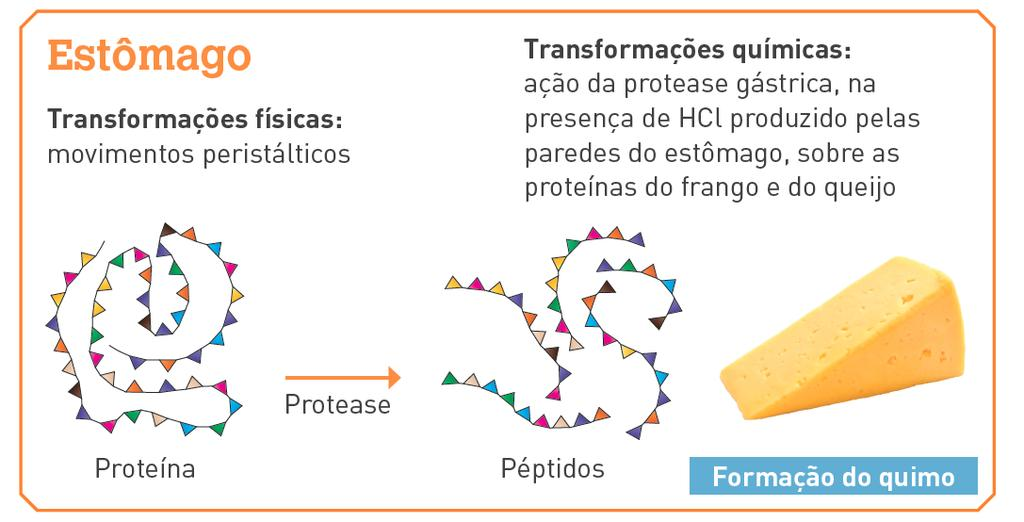 Estômago
Transformações físicas:
movimentos peristálticos
Transformações químicas:
ação da protease gástrica, na
presença de HCl produzido pelas
paredes do estômago, sobre as
proteínas do frango e do queijo
Protease
Proteína
Péptidos
Formação do quimo